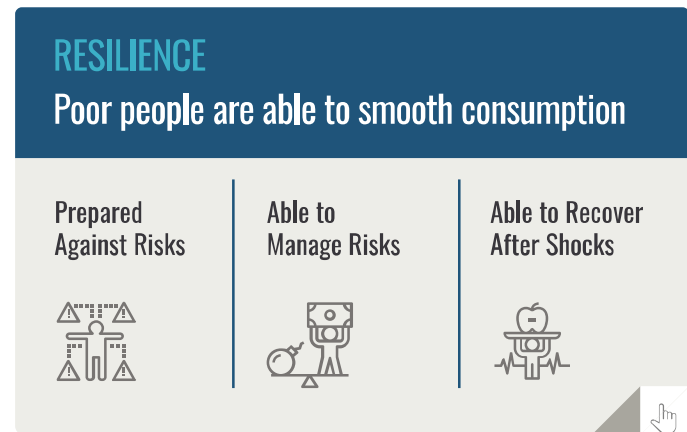 RESILIENCE
Poor people are able to smooth consumption
Prepared
Against Risks
Able to
Manage Risks
Able to Recover
After Shocks